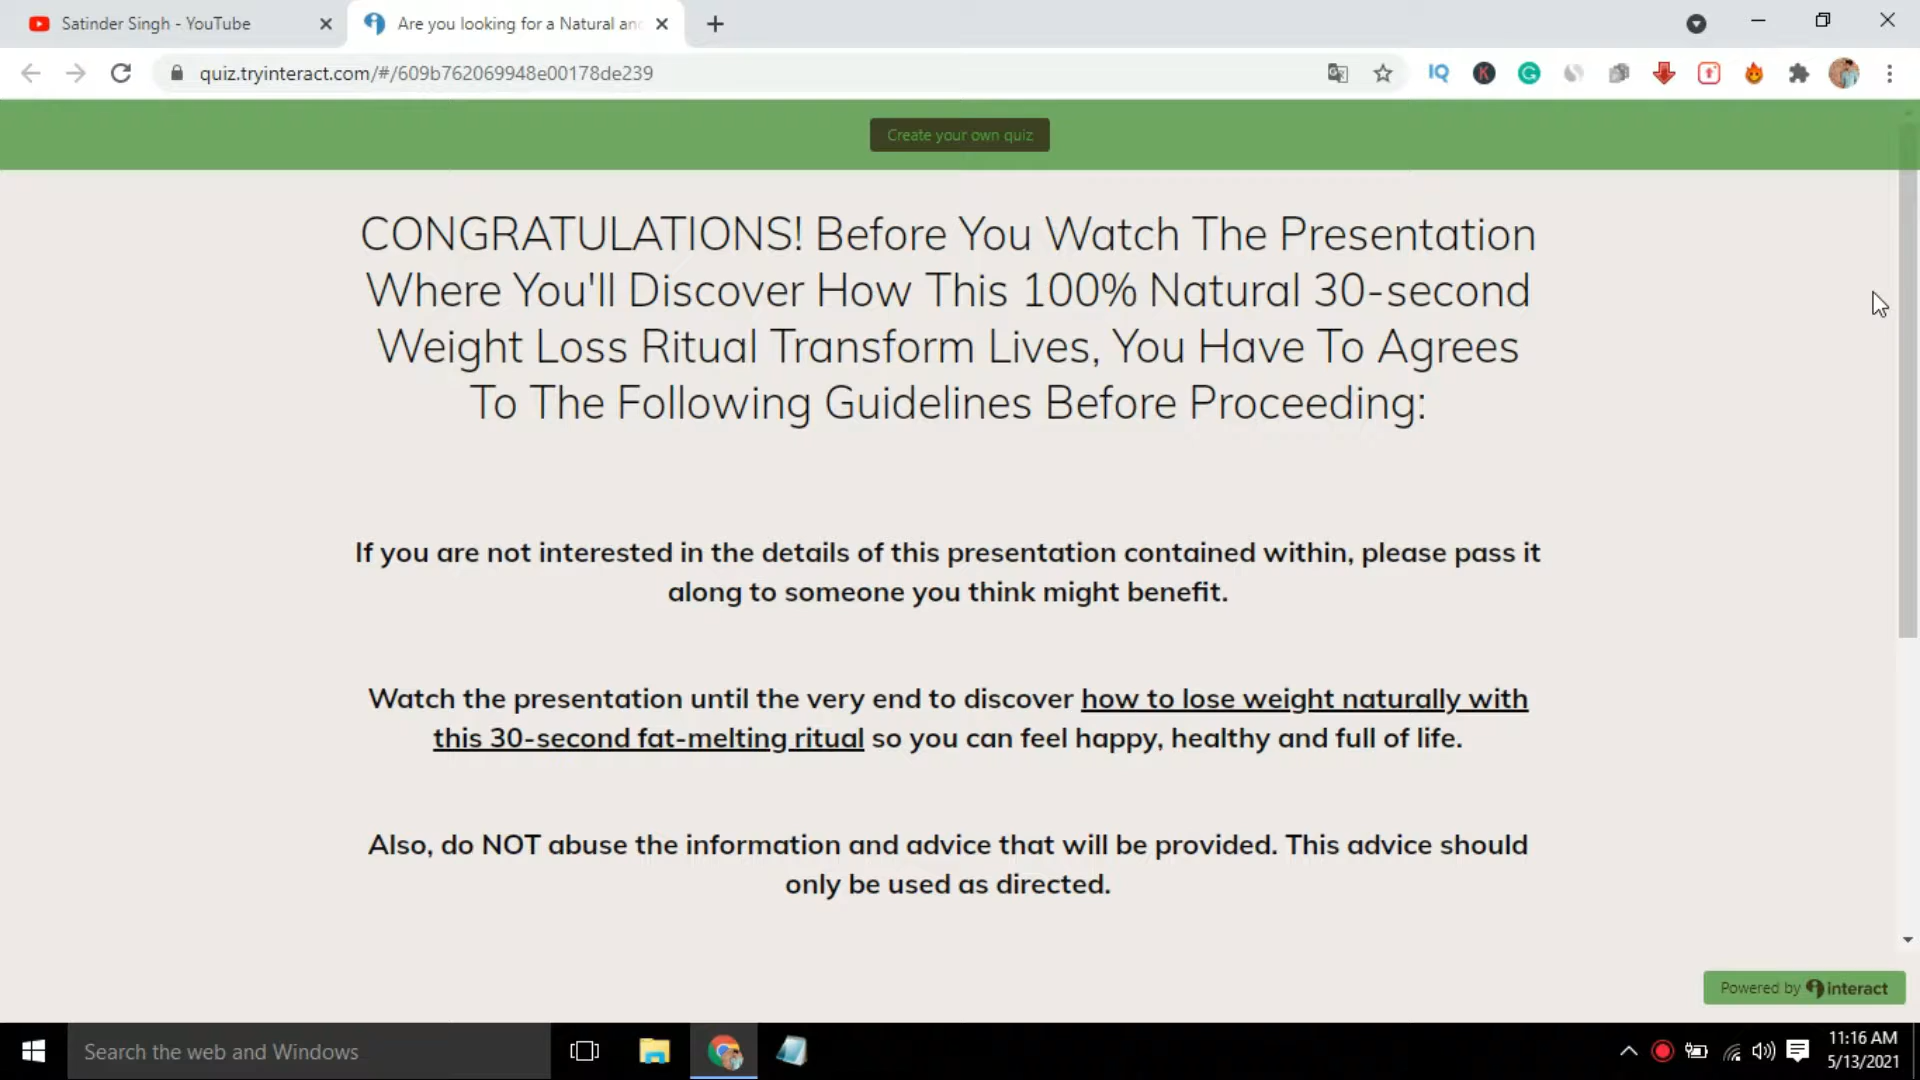 Satinder Singh - YouTube
Are you looking for a Natural an
quiz.tryinteract.com/#/609b762069948e00178de239
IQ
K
G
Create your own quiz
CONGRATULATIONS! Before You Watch The Presentation
Where You'll Discover How This 100% Natural 30-second
Weight Loss Ritual Transform Lives, You Have To Agrees
To The Following Guidelines Before Proceeding:
If you are not interested in the details of this presentation contained within, please pass it
along to someone you think might benefit.
Watch the presentation until the very end to discover how to lose weight naturally with
this 30-second fat-melting ritual so you can feel happy, healthy and full of life.
Also, do NOT abuse the information and advice that will be provided. This advice should
only be used as directed.
Powered by interact
Search the web and Windows
11:16 AM
5/13/2021